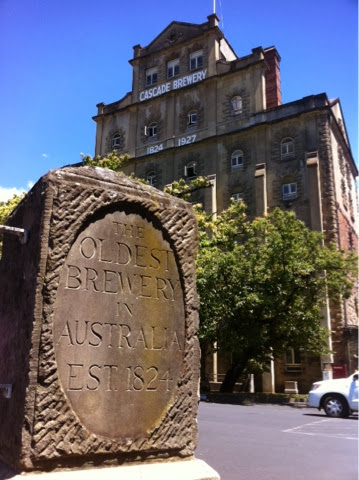 CASCADE BREWERY
1824 1927
THE
OLDEST
BREWERY
IN
AUSTRALIA
EST. 1824